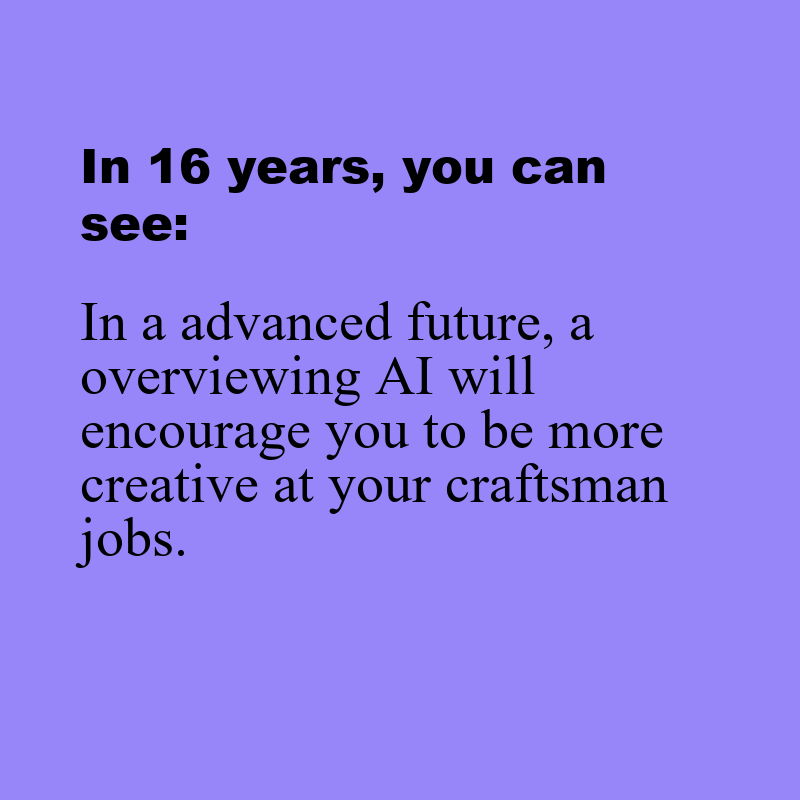 In 16 years, you can
see:
In a advanced future, a
overviewing AI will
encourage you to be more
creative at your craftsman
jobs.